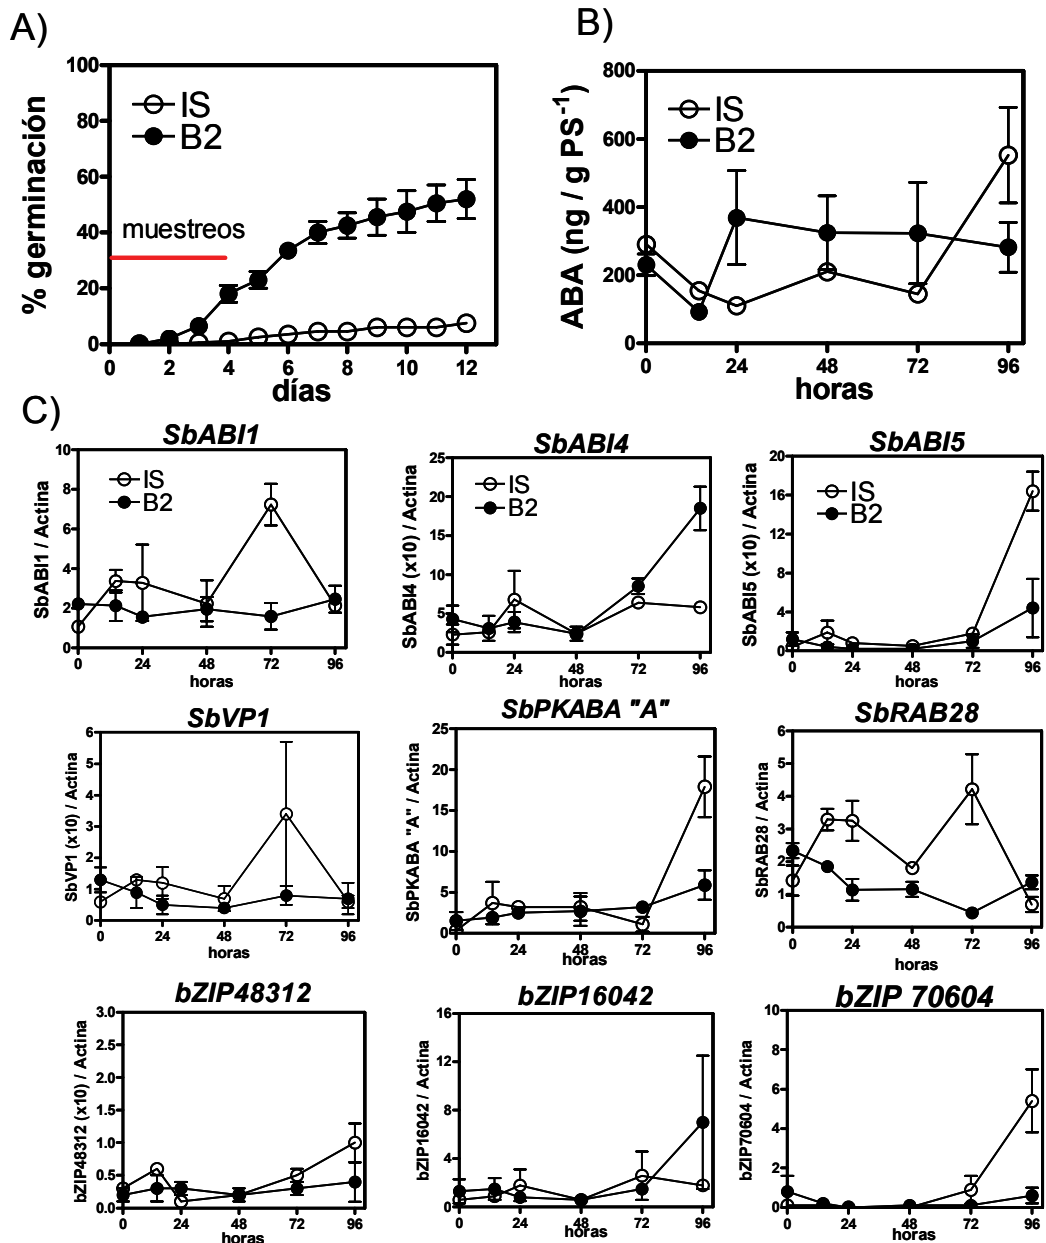 A)
100
80
60
40
20
0
% germinación
IS
B2
muestreos
0 2 4 6 8 10 12
días
B)
800
600
400
200
0
ABA (ng / g PS-1)
IS
B2
0 24 48 72 96
horas
C)
SbABI1
10
8
6
4
2
0
SbABI1 / Actina
IS
B2
0 24 48 72 96
horas
SbABI4
25
20
15
10
5
0
SbABI4 (x10) / Actina
IS
B2
0 24 48 72 96
horas
SbABI5
20
16
12
8
4
0
SbABI5 (x10) / Actina
IS
B2
0 24 48 72 96
horas
SbVP1
6
5
4
3
2
1
0
SbVP1 (x10) / Actina
0 24 48 72 96
horas
SbPKABA "A"
25
20
15
10
5
0
SbPKABA "A" / Actina
0 24 48 72 96
horas
SbRAB28
6
5
4
3
2
1
0
SbRAB28 / Actina
0 24 48 72 96
horas
bZIP48312
3.0
2.5
2.0
1.5
1.0
0.5
0.0
bZIP48312 (x10) / Actina
0 24 48 72 96
horas
bZIP16042
16
12
8
4
0
bZIP16042 / Actina
0 24 48 72 96
horas
bZIP 70604
10
8
6
4
2
0
bZIP70604 / Actina
0 24 48 72 96
horas